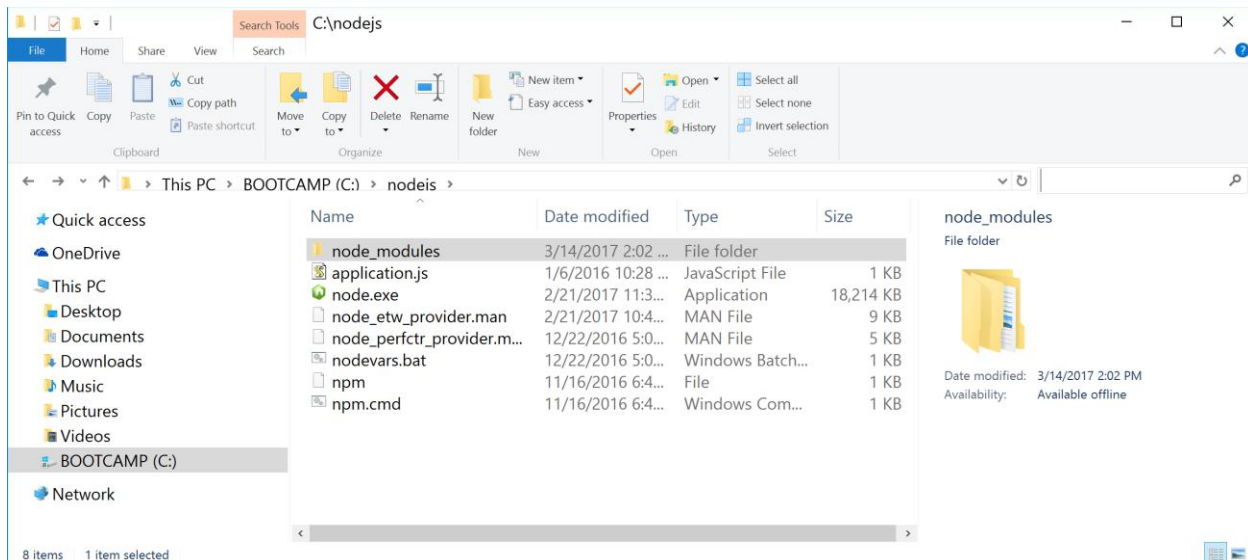 Search Tools C:\nodejs
File Home Share View Search
Pin to Quick access
Copy
Paste
Cut
Copy path
Paste shortcut
Clipboard
Move to
Copy to
Delete
Rename
Organize
New folder
New item
Easy access
New
Properties
Open
Edit
History
Open
Select all
Select none
Invert selection
Select
This PC > BOOTCAMP (C:) > nodejs >
Quick access
OneDrive
This PC
Desktop
Documents
Downloads
Music
Pictures
Videos
BOOTCAMP (C:)
Network
Name Date modified Type Size
node_modules 3/14/2017 2:02 ... File folder
application.js 1/6/2016 10:28 ... JavaScript File 1 KB
node.exe 2/21/2017 11:3... Application 18,214 KB
node_etw_provider.man 2/21/2017 10:4... MAN File 9 KB
node_perfctr_provider.m... 12/22/2016 5:0... MAN File 5 KB
nodevars.bat 12/22/2016 5:0... Windows Batch... 1 KB
npm 11/16/2016 6:4... File 1 KB
npm.cmd 11/16/2016 6:4... Windows Com... 1 KB
node_modules
File folder
Date modified: 3/14/2017 2:02 PM
Availability: Available offline
8 items 1 item selected